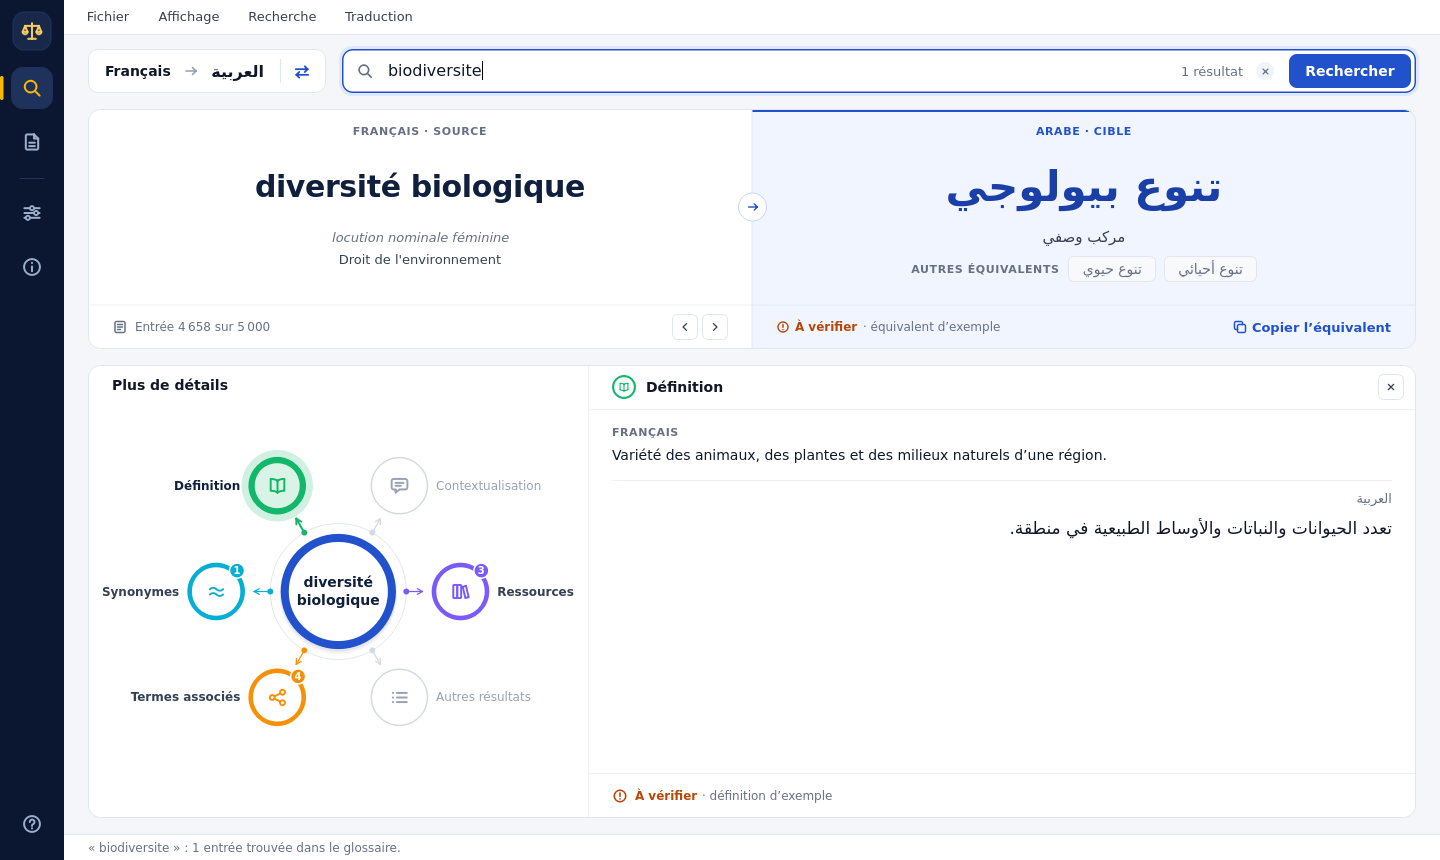 Fichier Affichage Recherche Traduction
Français → العربية
biodiversite
1 résultat
Rechercher
FRANÇAIS · SOURCE
diversité biologique
locution nominale féminine
Droit de l'environnement
Entrée 4 658 sur 5 000
ARABE · CIBLE
تنوع بيولوجي
مركب وصفي
AUTRES ÉQUIVALENTS
تنوع حيوي
تنوع أحيائي
À vérifier · équivalent d’exemple
Copier l’équivalent
Plus de détails
Définition
Contextualisation
Synonymes
1
diversité
biologique
3
Ressources
Termes associés
4
Autres résultats
Définition
FRANÇAIS
Variété des animaux, des plantes et des milieux naturels d’une région.
العربية
تعدد الحيوانات والنباتات والأوساط الطبيعية في منطقة.
À vérifier · définition d’exemple
« biodiversite » : 1 entrée trouvée dans le glossaire.